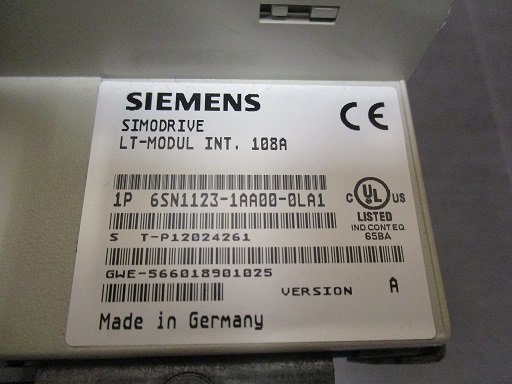 SIEMENS
CE
SIMODRIVE
LT-MODUL INT. 108A
1P 6SN1123-1AA00-0LA1
C UL US
LISTED
IND.CONT.EQ.
65BA
S T-P12024261
GWE-566018901025
VERSION A
Made in Germany